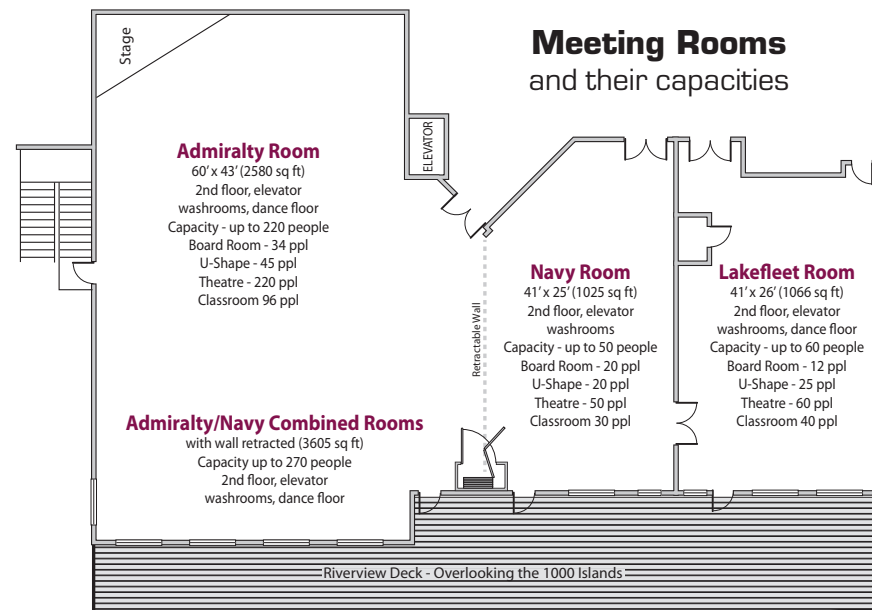 Meeting Rooms
and their capacities
Stage
ELEVATOR
Admiralty Room
60' x 43' (2580 sq ft)
2nd floor, elevator
washrooms, dance floor
Capacity - up to 220 people
Board Room - 34 ppl
U-Shape - 45 ppl
Theatre - 220 ppl
Classroom 96 ppl
Retractable Wall
Navy Room
41' x 25' (1025 sq ft)
2nd floor, elevator
washrooms
Capacity - up to 50 people
Board Room - 20 ppl
U-Shape - 20 ppl
Theatre - 50 ppl
Classroom 30 ppl
Lakefleet Room
41' x 26' (1066 sq ft)
2nd floor, elevator
washrooms, dance floor
Capacity - up to 60 people
Board Room - 12 ppl
U-Shape - 25 ppl
Theatre - 60 ppl
Classroom 40 ppl
Admiralty/Navy Combined Rooms
with wall retracted (3605 sq ft)
Capacity up to 270 people
2nd floor, elevator
washrooms, dance floor
Riverview Deck - Overlooking the 1000 Islands